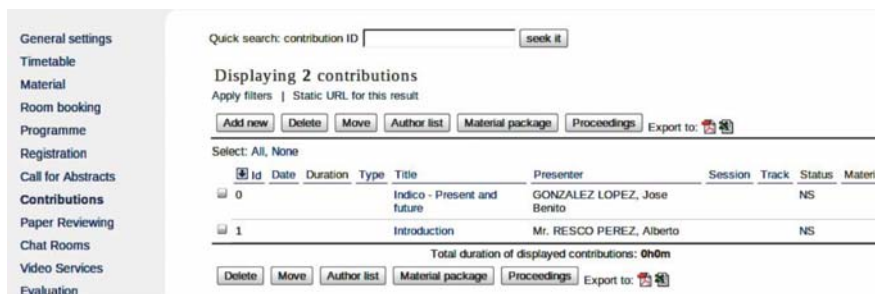 General settings
Timetable
Material
Room booking
Programme
Registration
Call for Abstracts
Contributions
Paper Reviewing
Chat Rooms
Video Services
Evaluation
Quick search: contribution ID seek it
Displaying 2 contributions
Apply filters | Static URL for this result
Add new Delete Move Author list Material package Proceedings Export to:
Select: All, None
Id Date Duration Type Title Presenter Session Track Status Materi
0 Indico - Present and GONZALEZ LOPEZ, Jose NS
future Benito
1 Introduction Mr. RESCO PEREZ, Alberto NS
Total duration of displayed contributions: 0h0m
Delete Move Author list Material package Proceedings Export to: